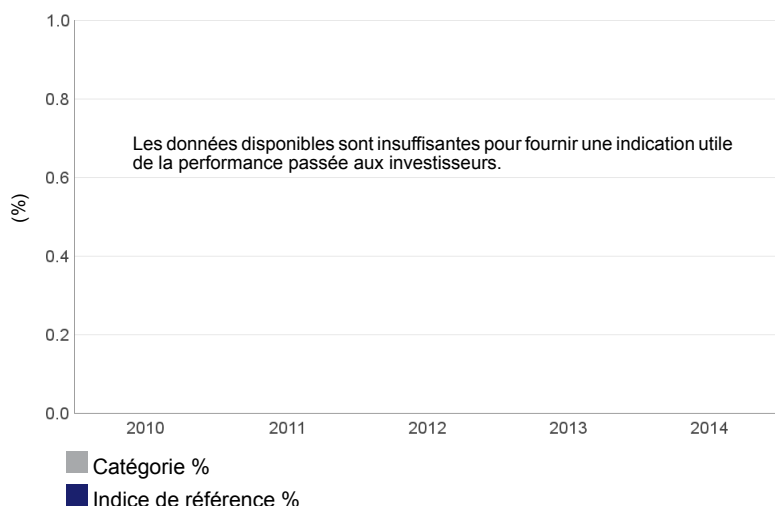 1.0
0.8
Les données disponibles sont insuffisantes pour fournir une indication utile
de la performance passée aux investisseurs.
0.6
(%)
0.4
0.2
0.0
2010 2011 2012 2013 2014
Catégorie %
Indice de référence %